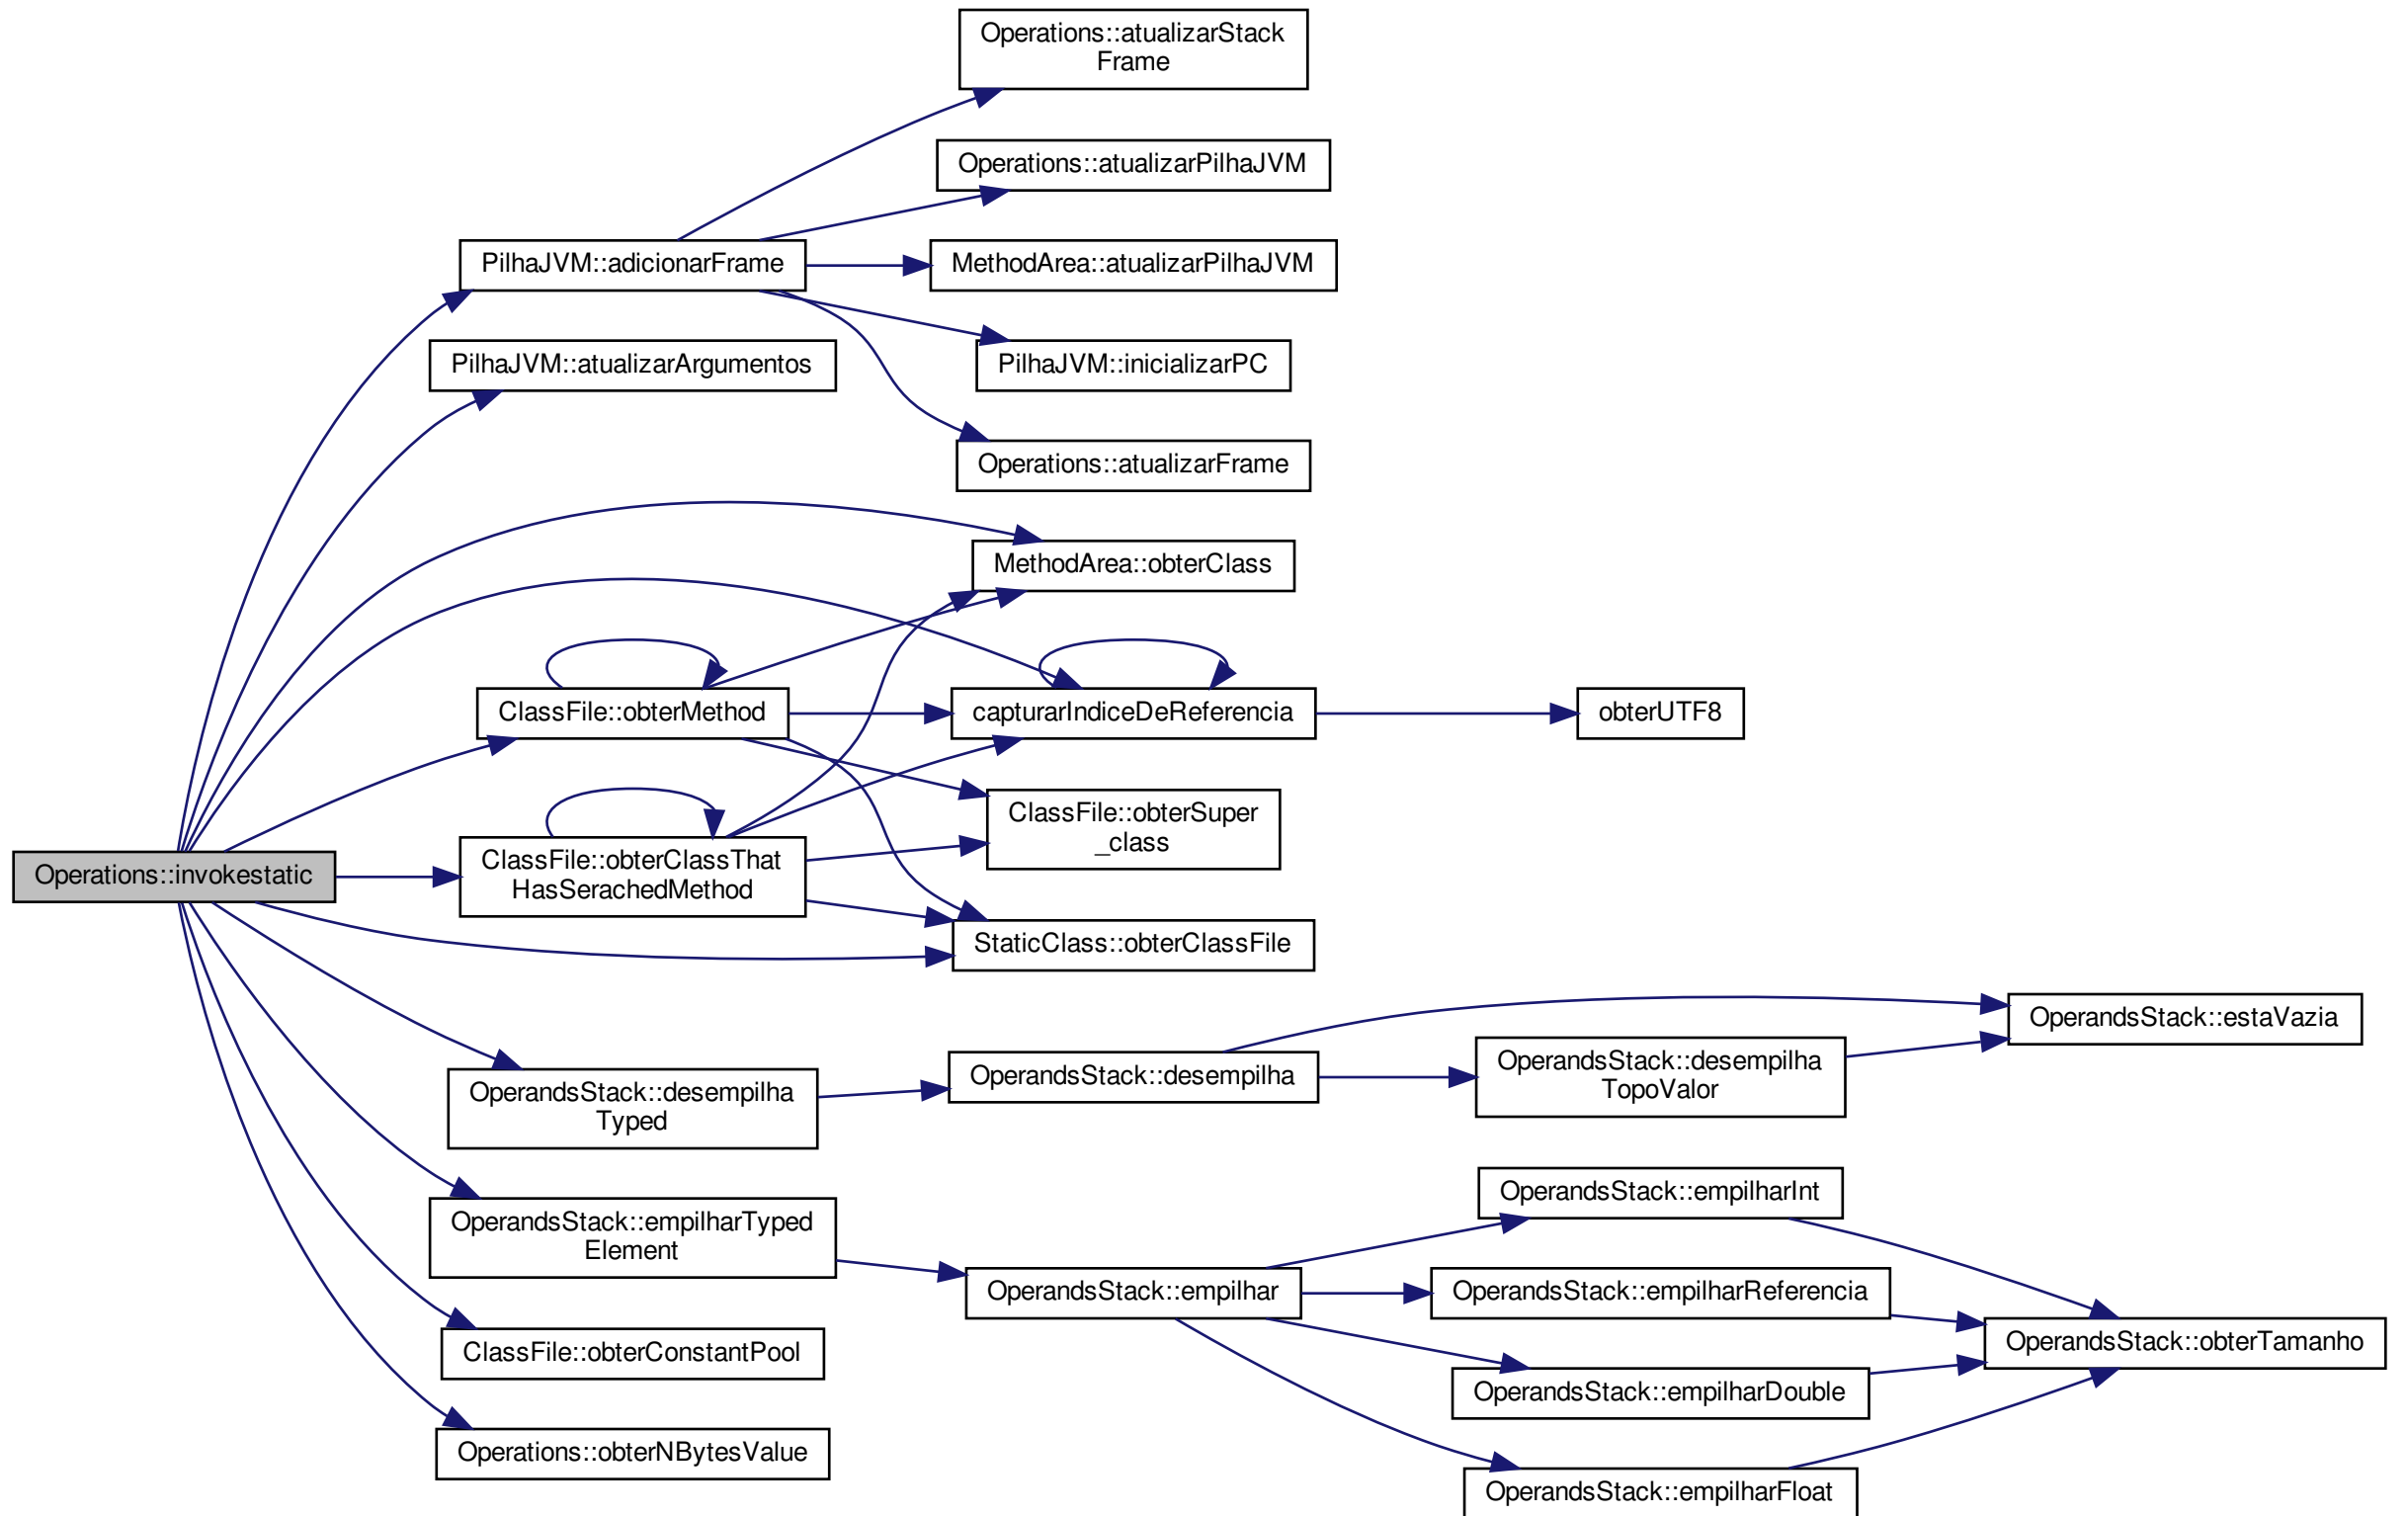 Operations::atualizarStack
Frame
Operations::atualizarPilhaJVM
PilhaJVM::adicionarFrame
MethodArea::atualizarPilhaJVM
PilhaJVM::atualizarArgumentos
PilhaJVM::inicializarPC
Operations::atualizarFrame
MethodArea::obterClass
ClassFile::obterMethod
capturarIndiceDeReferencia
obterUTF8
Operations::invokestatic
ClassFile::obterClassThat
HasSerachedMethod
ClassFile::obterSuper
_class
StaticClass::obterClassFile
OperandsStack::desempilha
Typed
OperandsStack::desempilha
OperandsStack::desempilha
TopoValor
OperandsStack::estaVazia
OperandsStack::empilharTyped
Element
OperandsStack::empilhar
OperandsStack::empilharInt
OperandsStack::empilharReferencia
OperandsStack::obterTamanho
ClassFile::obterConstantPool
OperandsStack::empilharDouble
Operations::obterNBytesValue
OperandsStack::empilharFloat